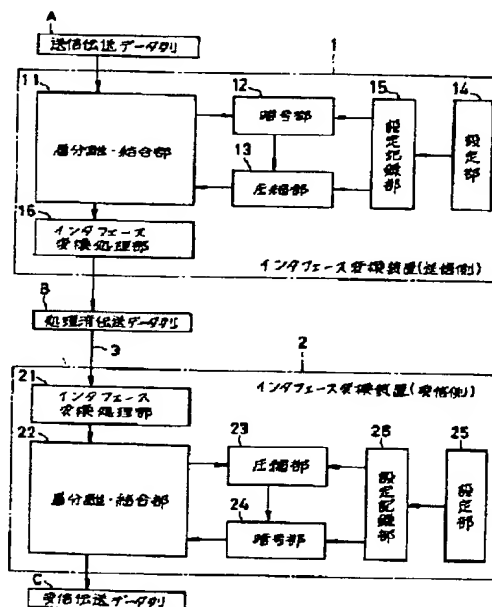 A
送信伝送データ列
1
11
層分離・結合部
12
暗号部
13
圧縮部
15
設定記録部
14
設定部
16
インタフェース
変換処理部
インタフェース変換装置(送信側)
B
処理済伝送データ列
3
2
インタフェース変換装置(受信側)
21
インタフェース
変換処理部
22
層分離・結合部
23
圧縮部
24
暗号部
26
設定記録部
25
設定部
C
受信伝送データ列